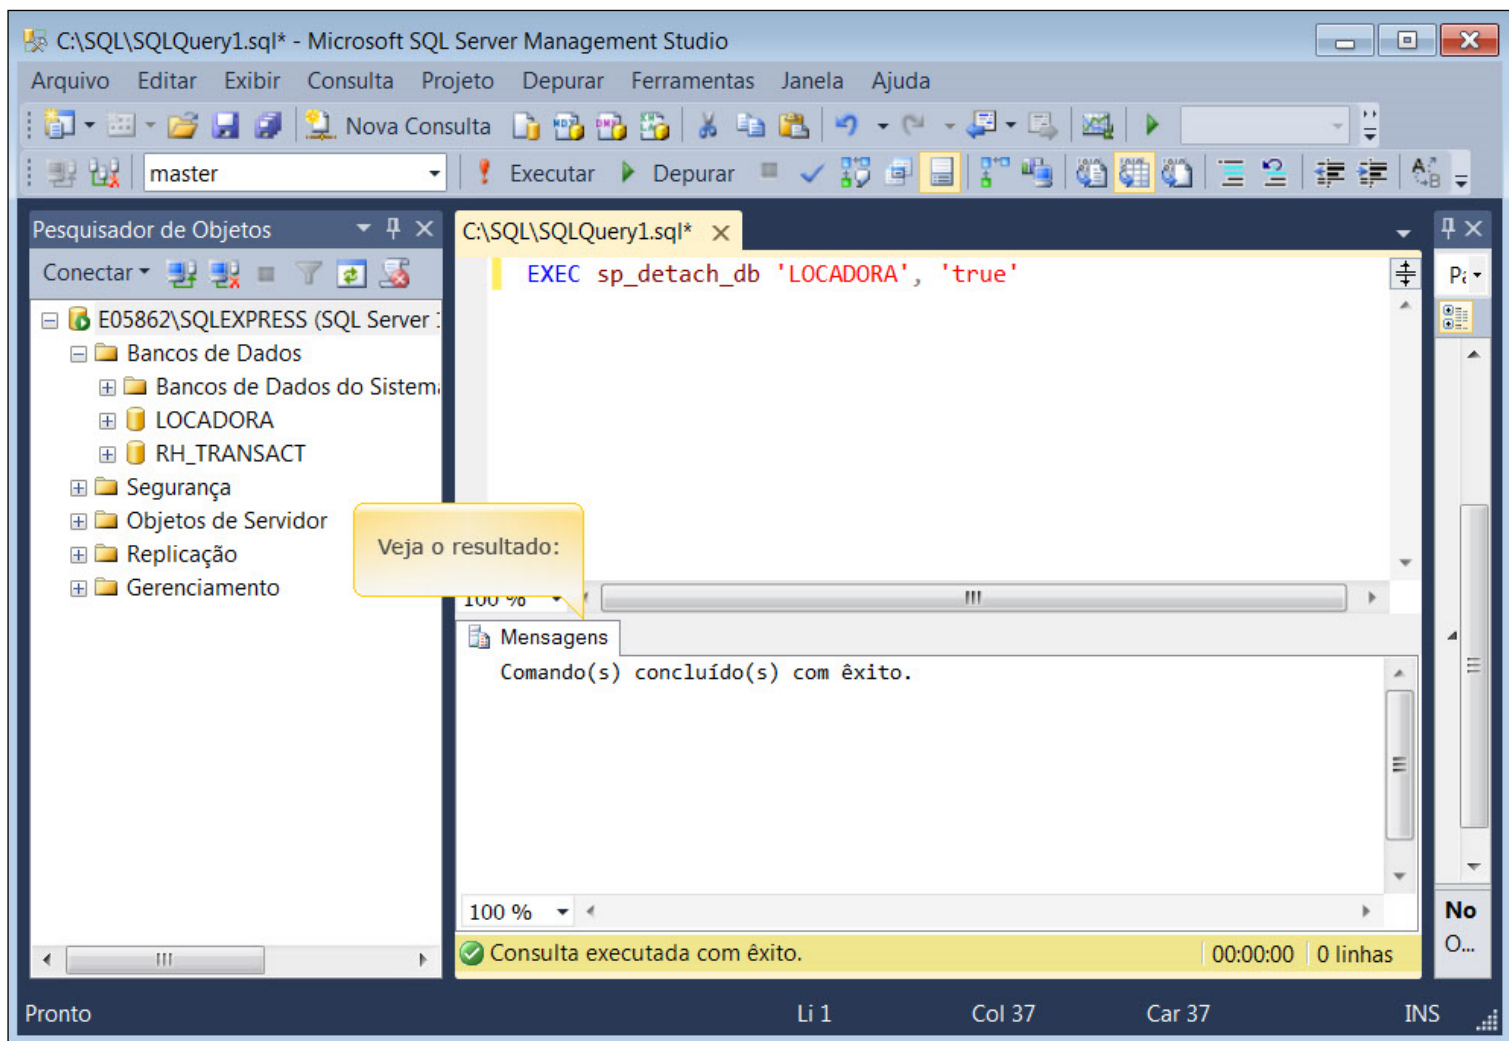 C:\SQL\SQLQuery1.sql* - Microsoft SQL Server Management Studio
Arquivo Editar Exibir Consulta Projeto Depurar Ferramentas Janela Ajuda
Nova Consulta
master
Executar Depurar
Pesquisador de Objetos
Conectar
E05862\SQLEXPRESS (SQL Server
Bancos de Dados
Bancos de Dados do Sistem
LOCADORA
RH_TRANSACT
Segurança
Objetos de Servidor
Replicação
Gerenciamento
C:\SQL\SQLQuery1.sql*
EXEC sp_detach_db 'LOCADORA', 'true'
Veja o resultado:
100 %
Mensagens
Comando(s) concluído(s) com êxito.
100 %
Consulta executada com êxito. 00:00:00 0 linhas
No
O...
Pronto Li 1 Col 37 Car 37 INS